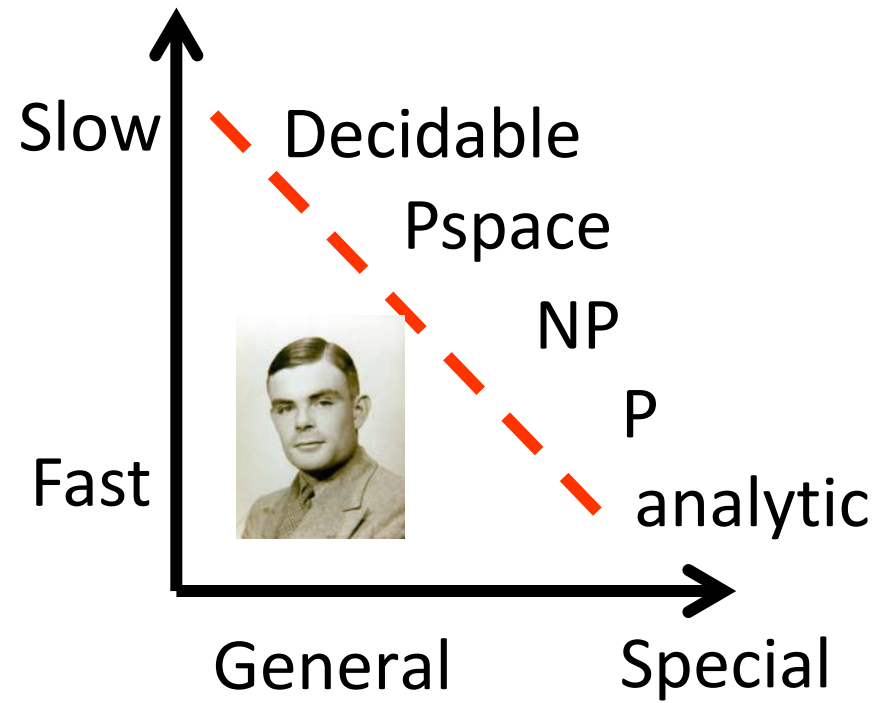 Slow
Decidable
Pspace
NP
P
Fast
analytic
General
Special